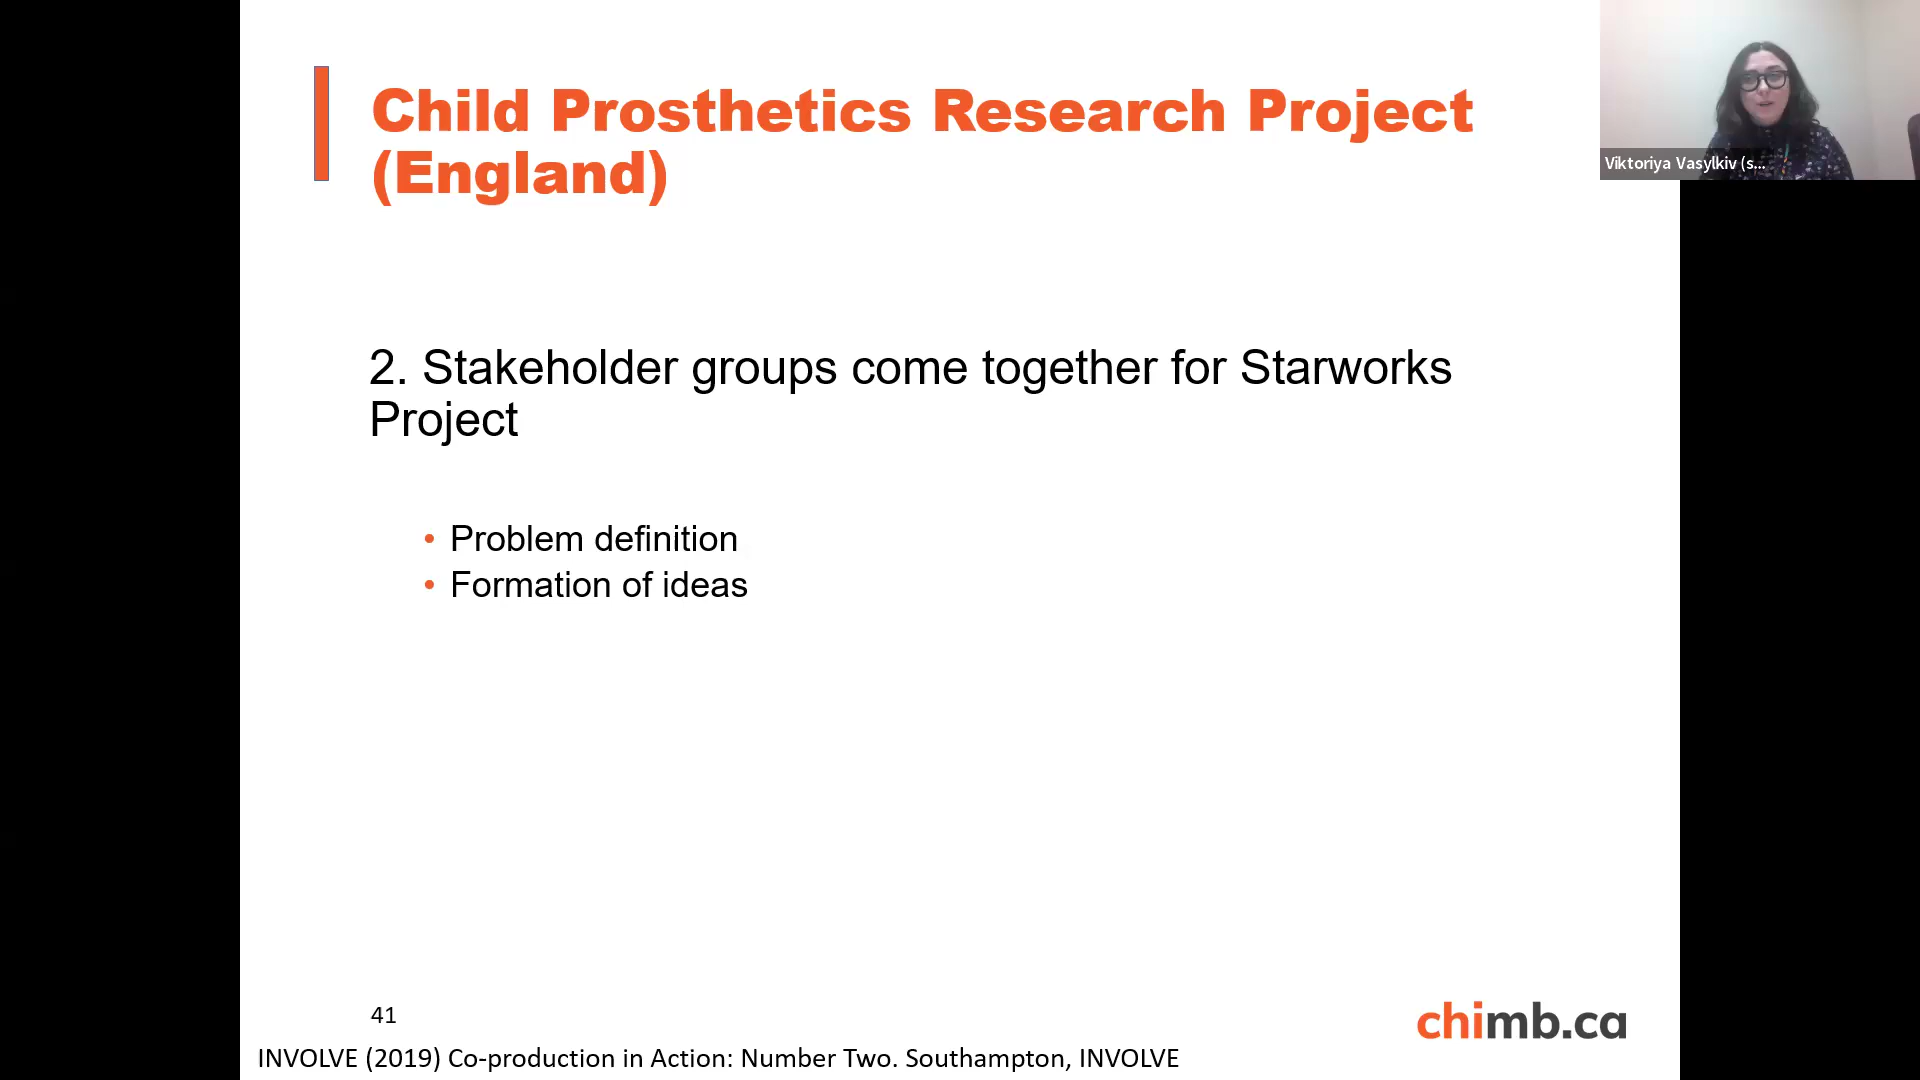 Child Prosthetics Research Project
(England)
Viktoriya Vasylkiv (s...
2. Stakeholder groups come together for Starworks
Project
• Problem definition
• Formation of ideas
41
chimb.ca
INVOLVE (2019) Co-production in Action: Number Two. Southampton, INVOLVE